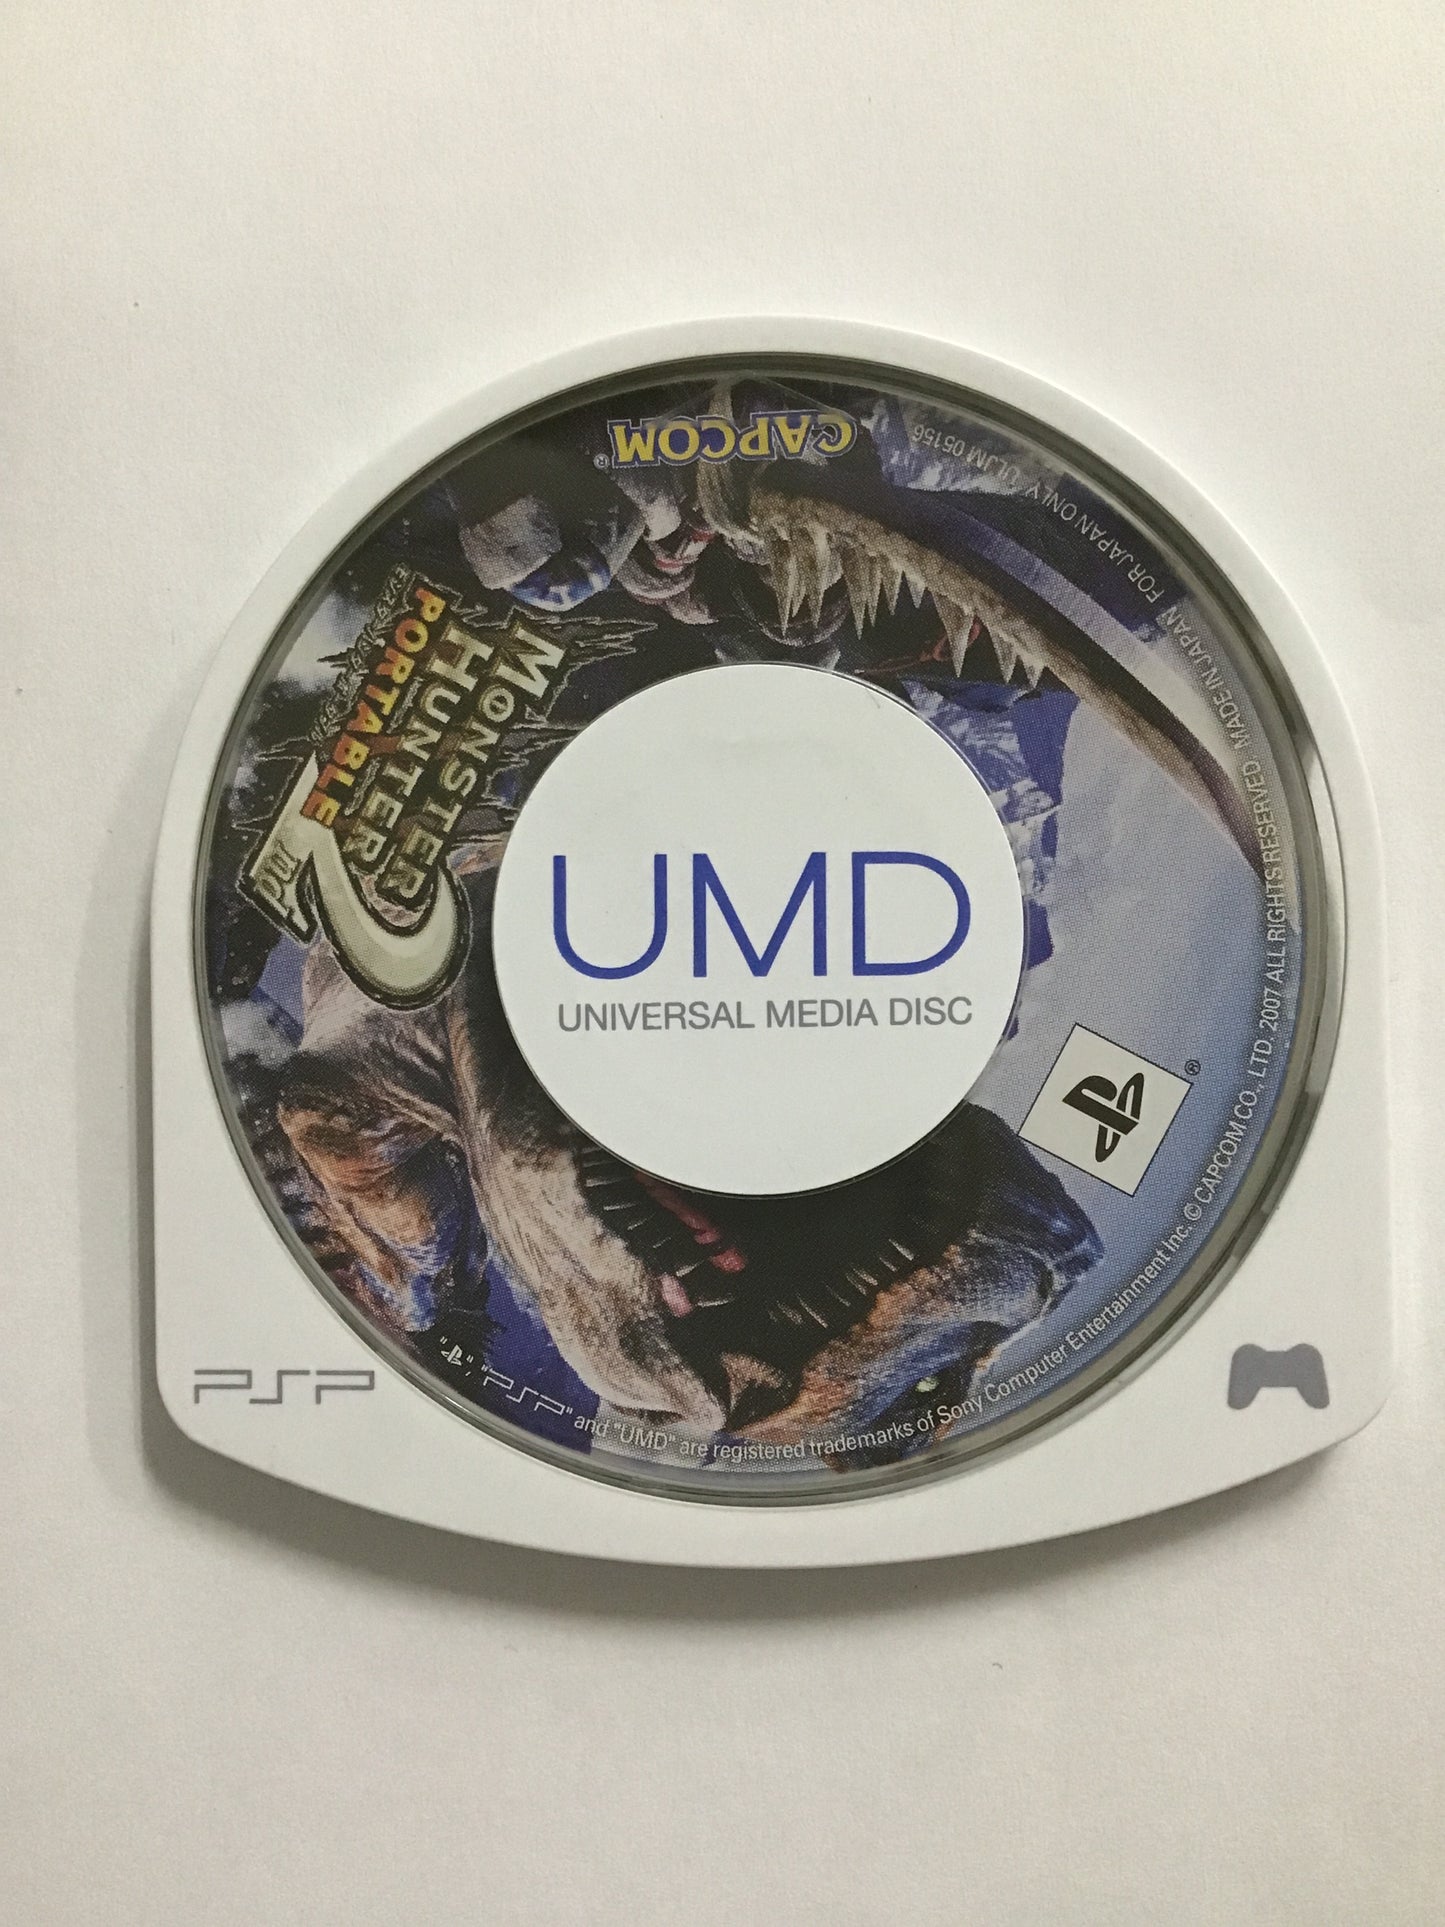 CAPCOM®
MONSTER
HUNTER
PORTABLE
2nd
UMD
UNIVERSAL MEDIA DISC
PSP
"PS", "PSP" and "UMD" are registered trademarks of Sony Computer Entertainment Inc. © CAPCOM CO., LTD. 2007 ALL RIGHTS RESERVED. MADE IN JAPAN FOR JAPAN ONLY ULJM 05156
®